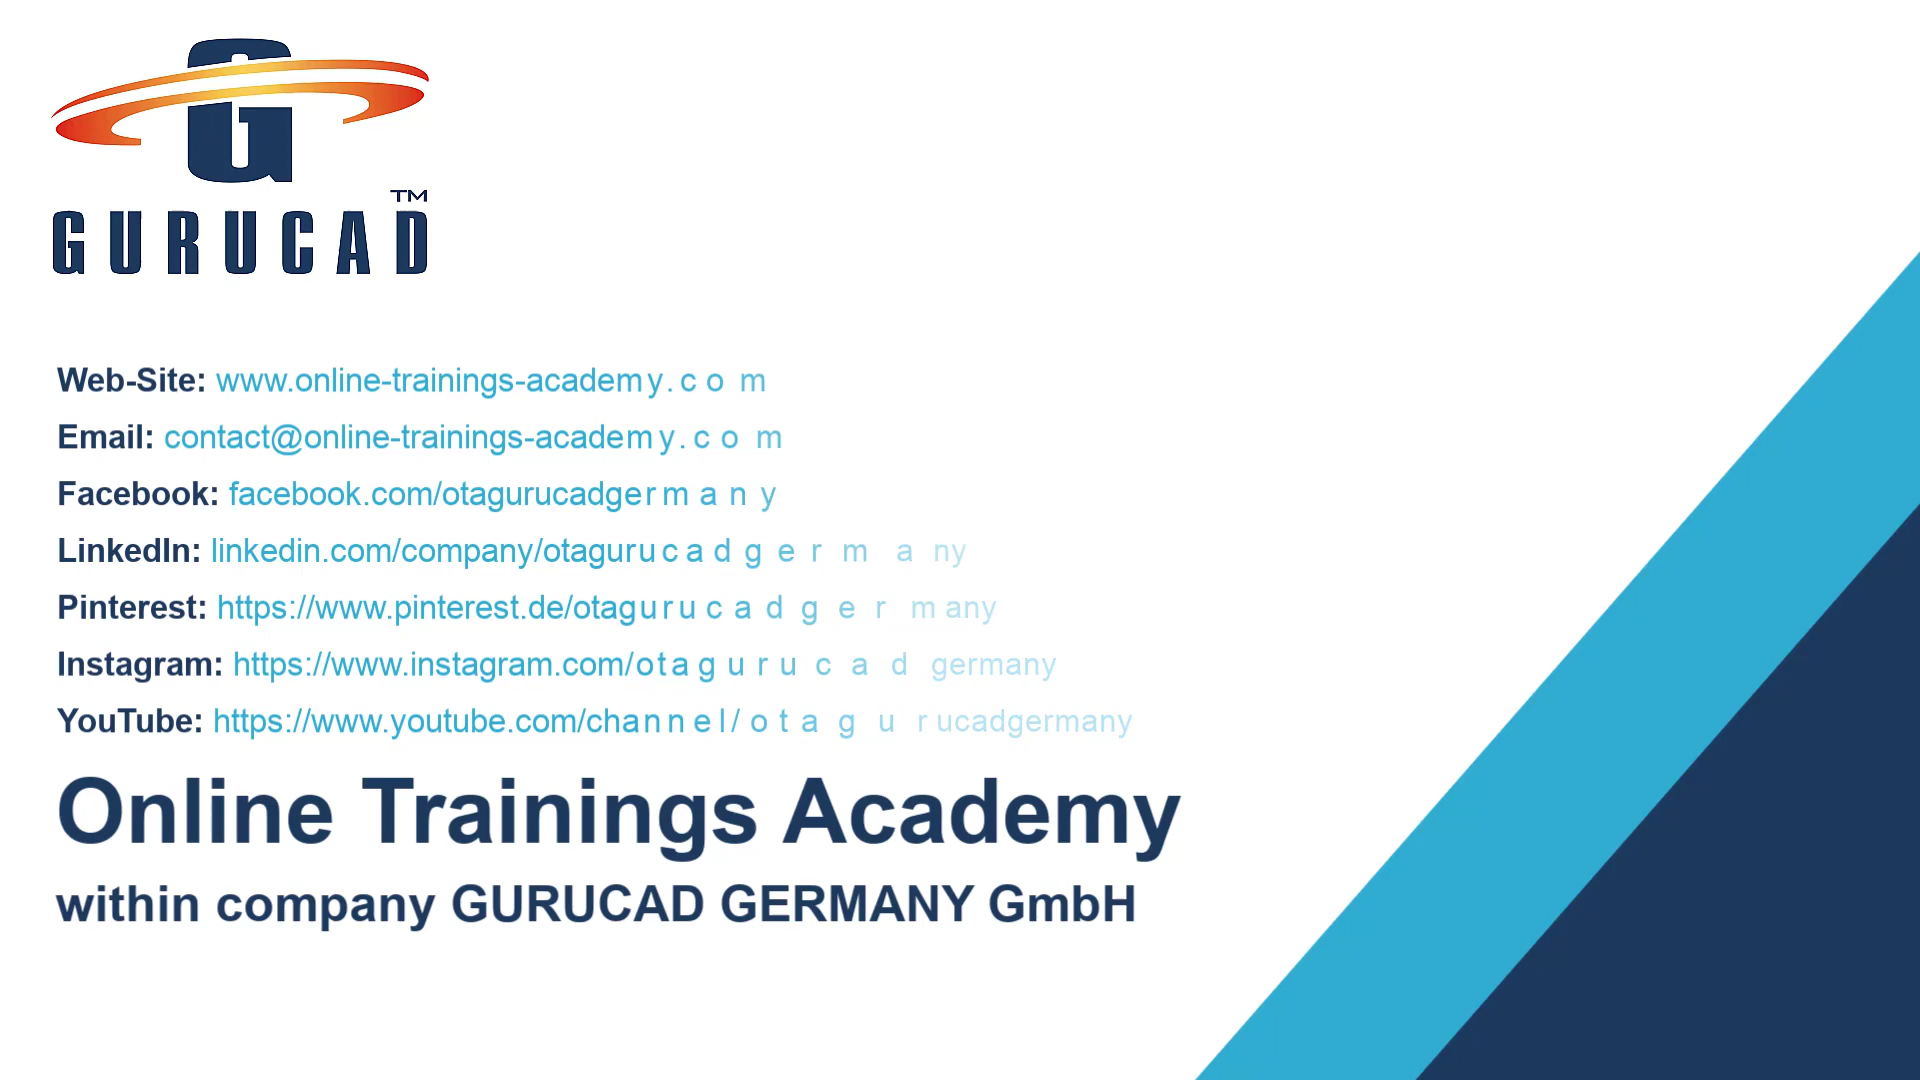 G
TM
GURUCAD
Web-Site: www.online-trainings-academy.com
Email: contact@online-trainings-academy.com
Facebook: facebook.com/otagurucadgermany
LinkedIn: linkedin.com/company/otagurucadgermany
Pinterest: https://www.pinterest.de/otagurucadgermany
Instagram: https://www.instagram.com/otagurucadgermany
YouTube: https://www.youtube.com/channel/otagurucadgermany
Online Trainings Academy
within company GURUCAD GERMANY GmbH